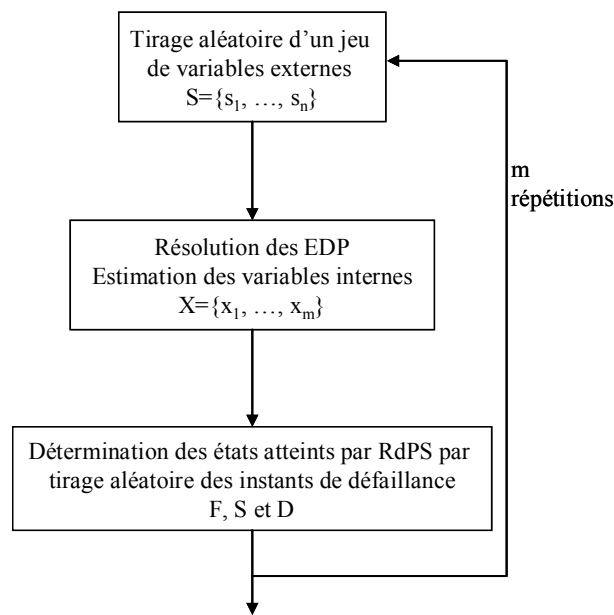 Tirage aléatoire d’un jeu
de variables externes
S={s₁, …, sₙ}
m
répétitions
Résolution des EDP
Estimation des variables internes
X={x₁, …, xₘ}
Détermination des états atteints par RdPS par
tirage aléatoire des instants de défaillance
F, S et D